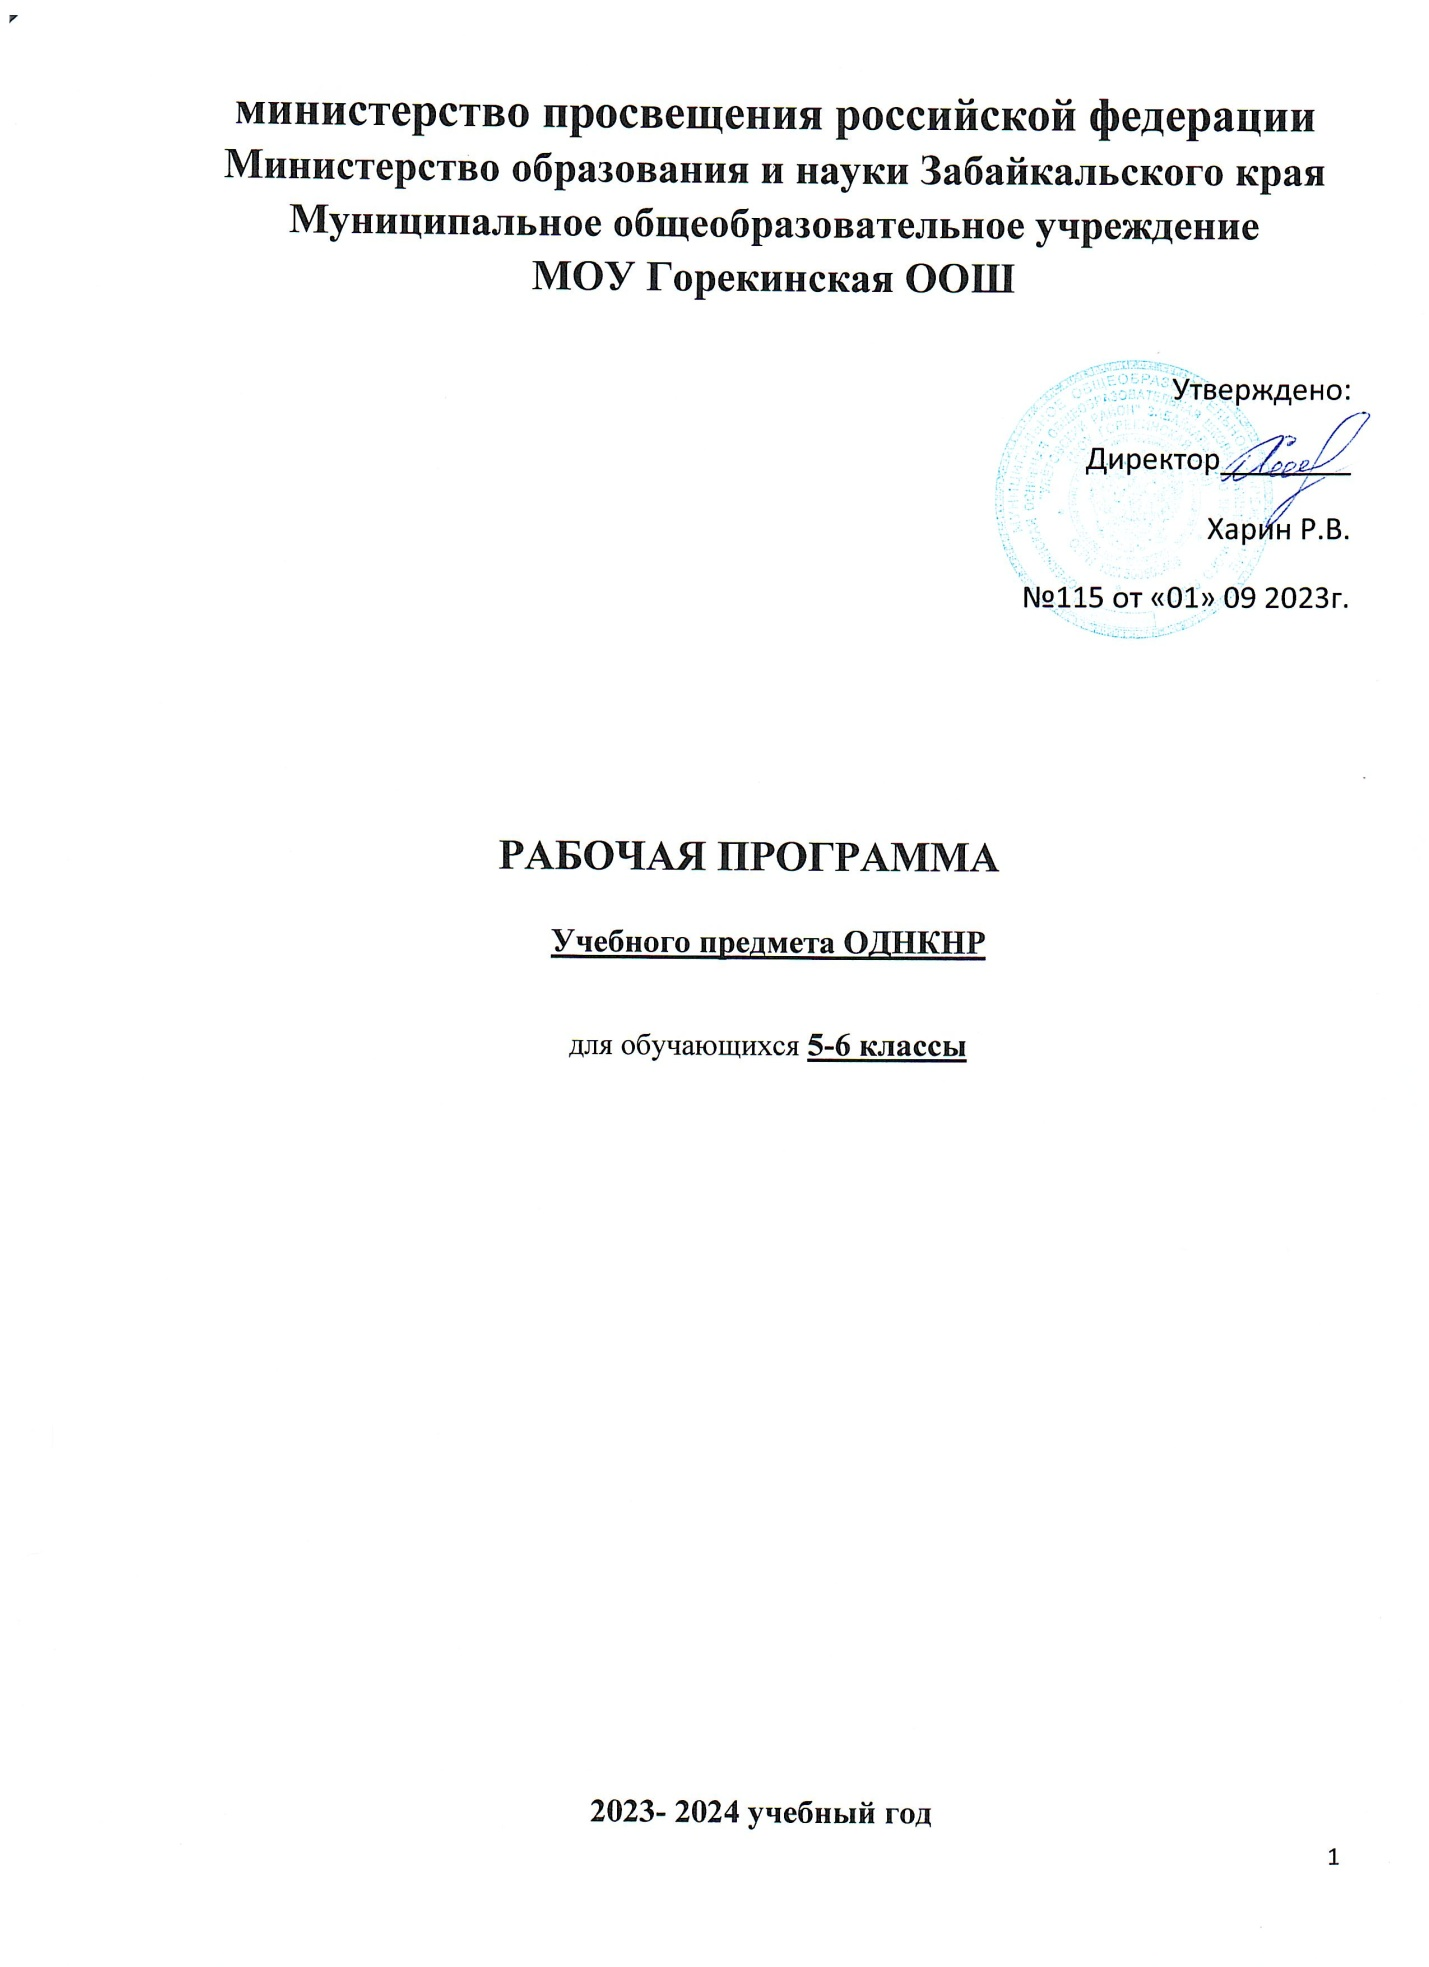 министерство просвещения российской федерации
Министерство образования и науки Забайкальского края
Муниципальное общеобразовательное учреждение
МОУ Горекинская ООШ
Утверждено:
Директор
Харин Р.В.
№115 от «01» 09 2023г.
РАБОЧАЯ ПРОГРАММА
Учебного предмета ОДНКНР
для обучающихся 5-6 классы
2023- 2024 учебный год
1